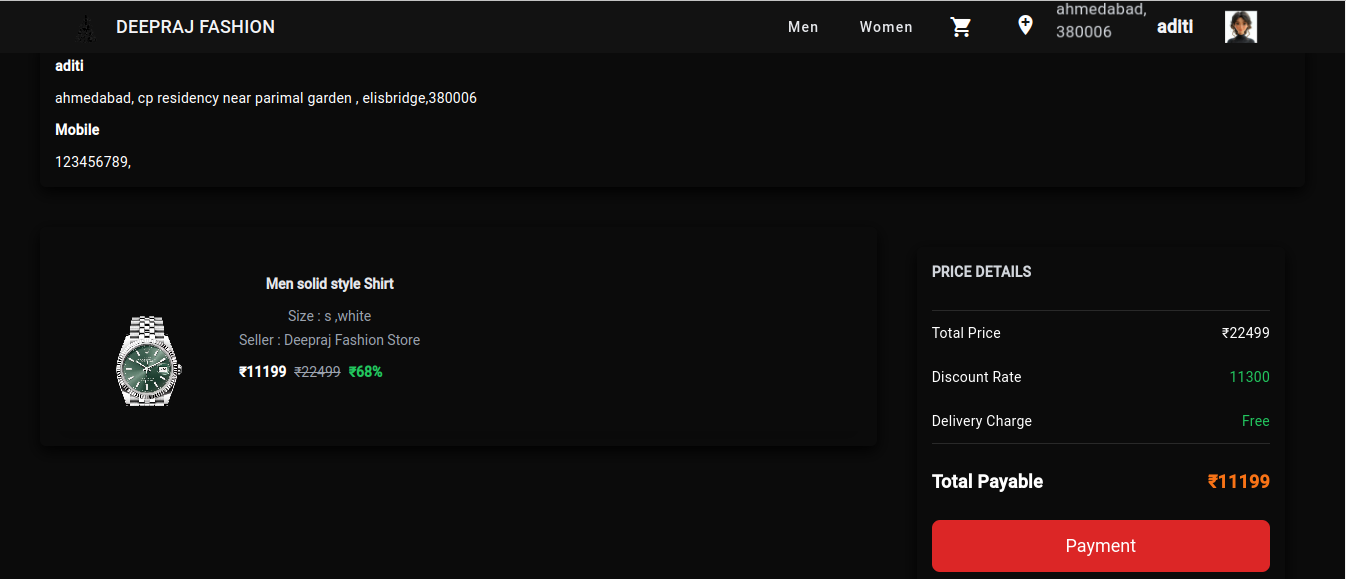 DEEPRAJ FASHION
Men
Women
ahmedabad,
380006
aditi
aditi
ahmedabad, cp residency near parimal garden , elisbridge,380006
Mobile
123456789,
Men solid style Shirt
Size : s ,white
Seller : Deepraj Fashion Store
₹11199 ₹22499 ₹68%
PRICE DETAILS
Total Price ₹22499
Discount Rate 11300
Delivery Charge Free
Total Payable ₹11199
Payment